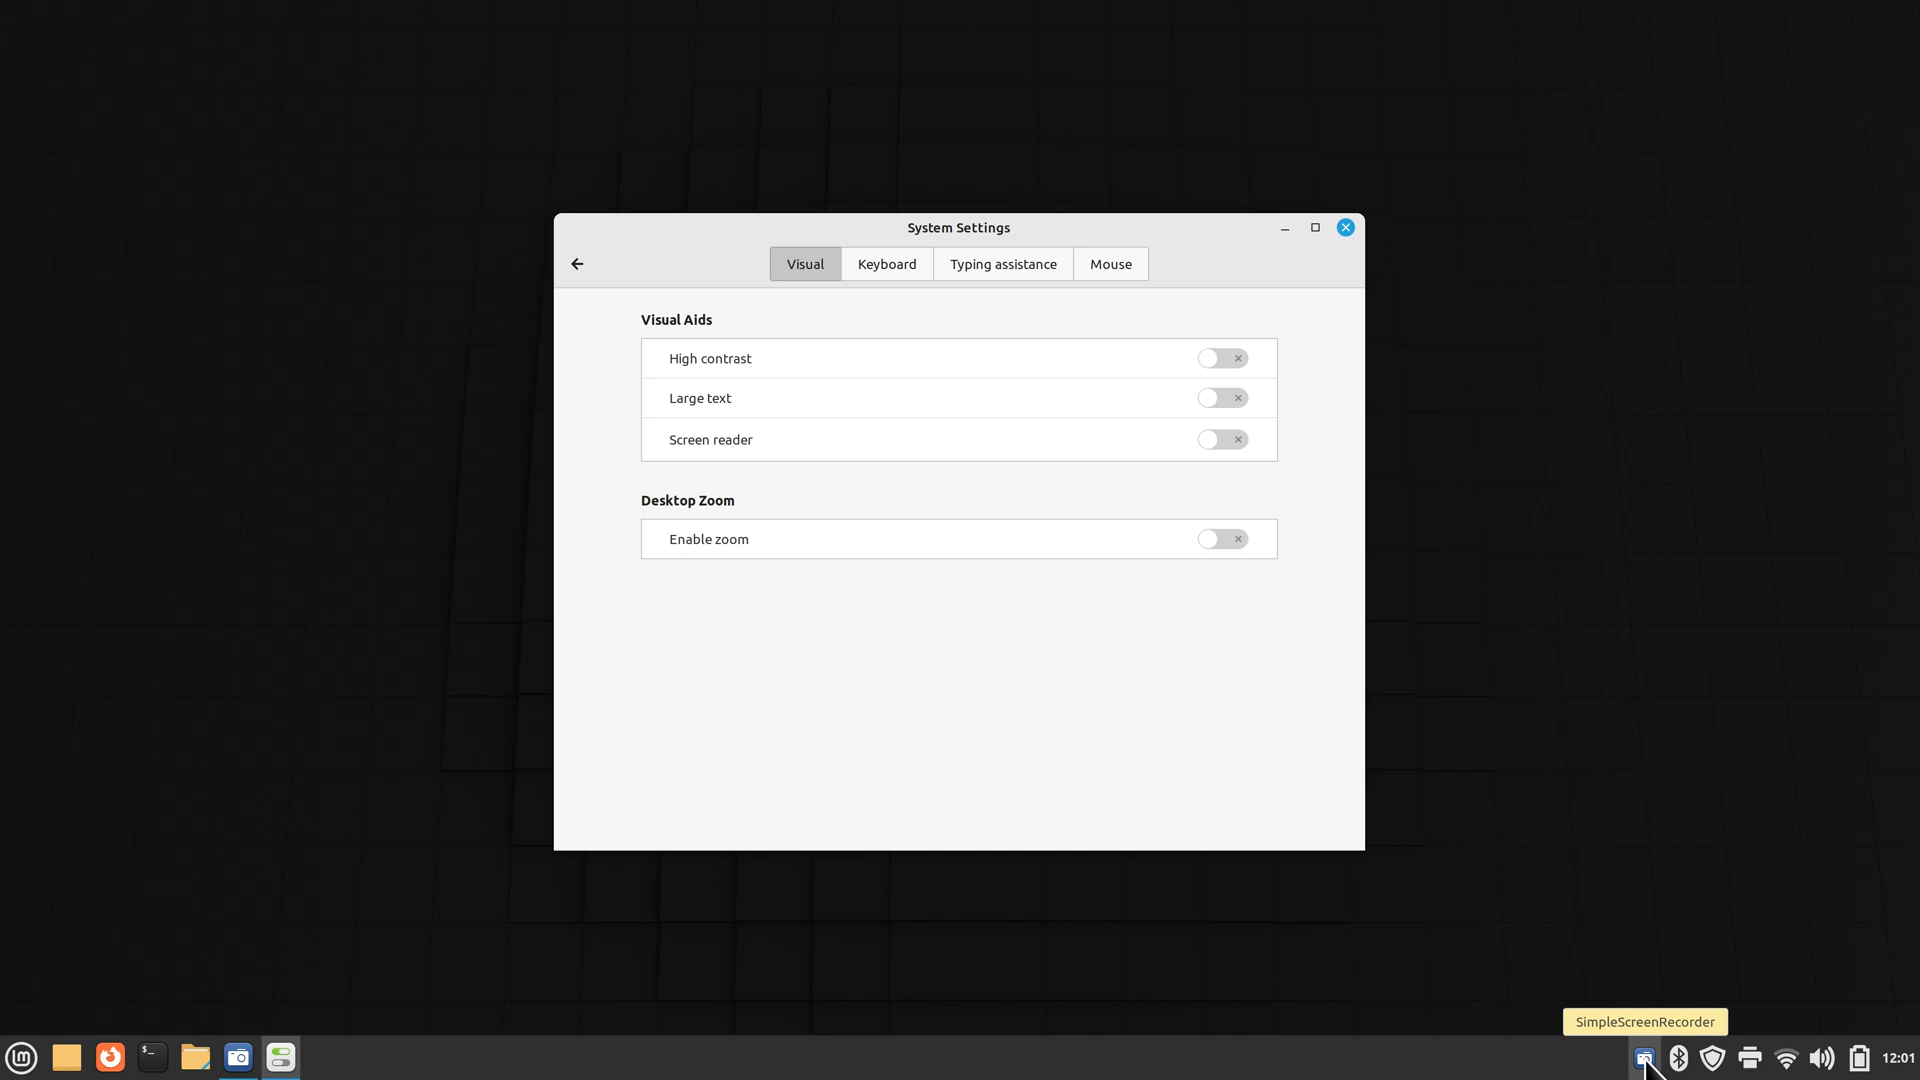 System Settings
Visual
Keyboard
Typing assistance
Mouse
Visual Aids
High contrast
Large text
Screen reader
Desktop Zoom
Enable zoom
SimpleScreenRecorder
$_
12:01